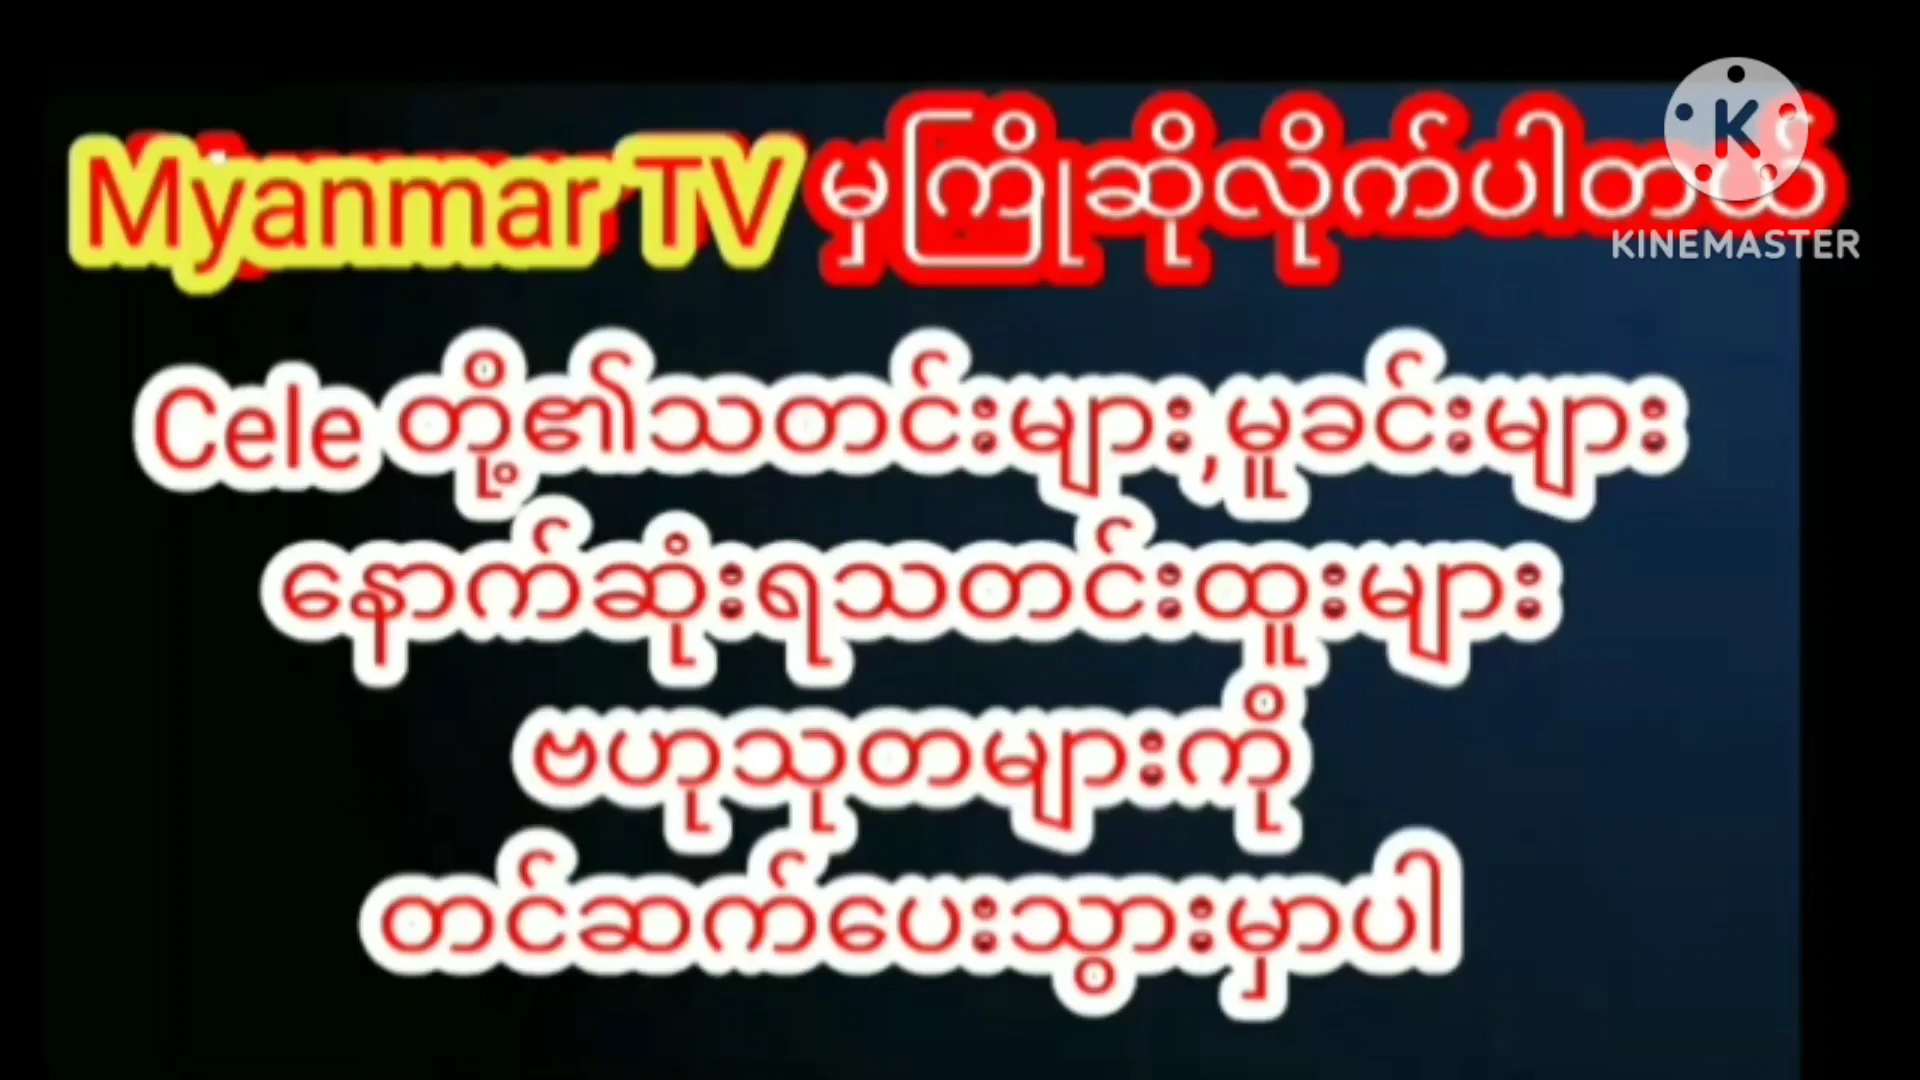 Myanmar TV မှကြိုဆိုလိုက်ပါတယ်
KINEMASTER
Cele တို့၏သတင်းများ,မူခင်းများ
နောက်ဆုံးရသတင်းထူးများ
ဗဟုသုတများကို
တင်ဆက်ပေးသွားမှာပါ